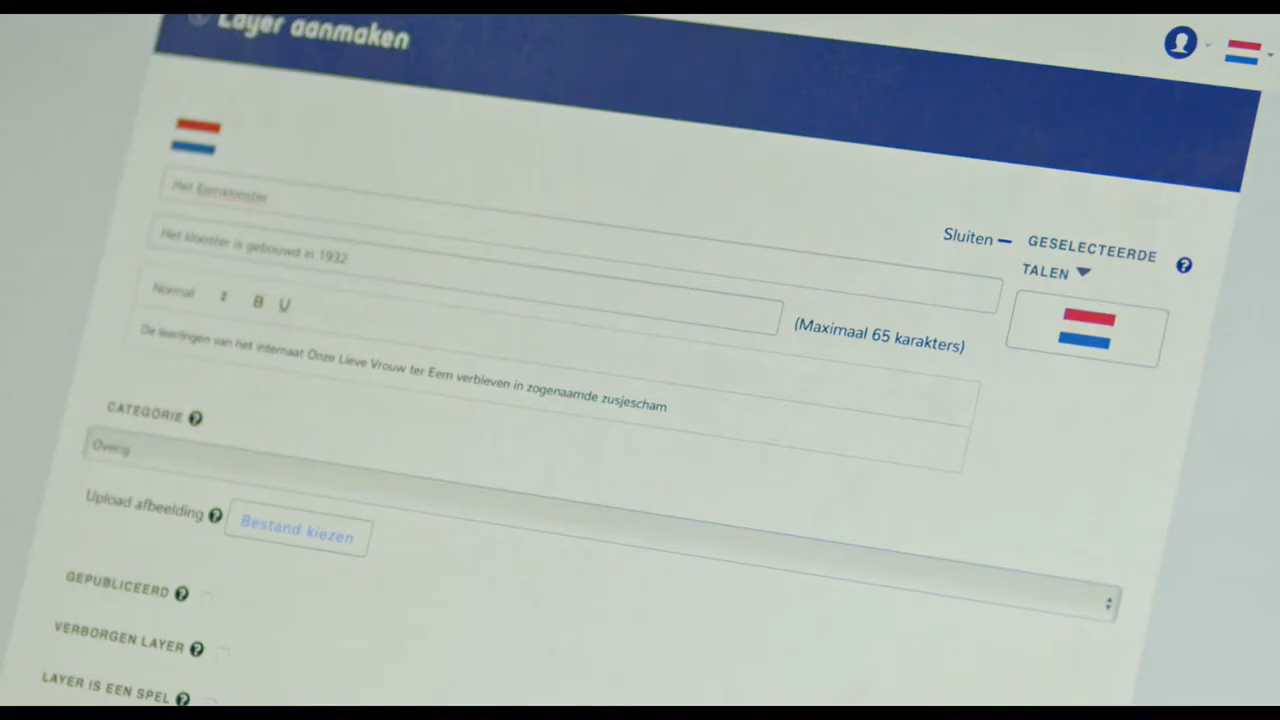 Layer aanmaken
Het Eemklooster
Sluiten
GESELECTEERDE
TALEN
Het klooster is gebouwd in 1932
(Maximaal 65 karakters)
Normal B U
De leerlingen van het internaat Onze Lieve Vrouw ter Eem verbleven in zogenaamde zusjescham
CATEGORIE ?
Overig
Upload afbeelding ? Bestand kiezen
GEPUBLICEERD ?
VERBORGEN LAYER ?
LAYER IS EEN SPEL ?